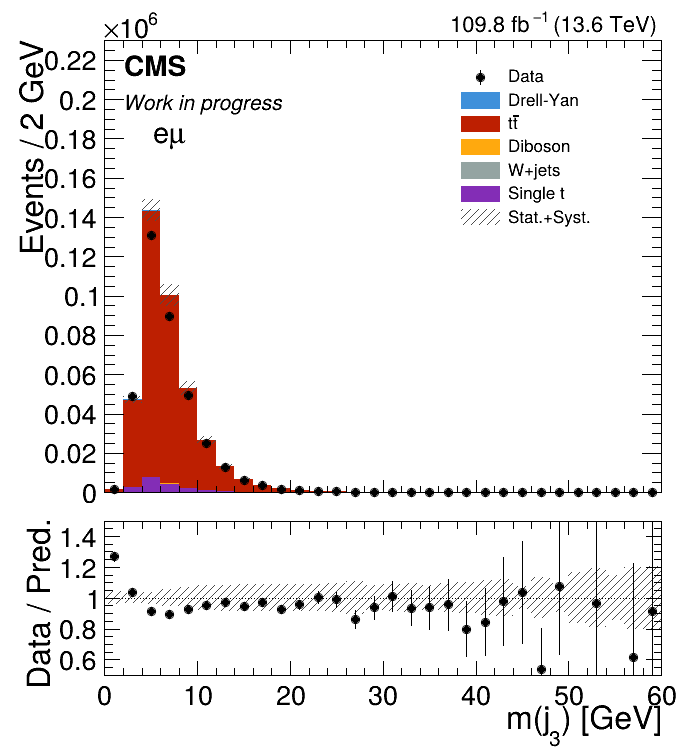 ×10⁶
109.8 fb⁻¹ (13.6 TeV)
CMS
Work in progress
eμ
Data
Drell-Yan
tt̄
Diboson
W+jets
Single t
Stat.+Syst.
Events / 2 GeV
0.22
0.2
0.18
0.16
0.14
0.12
0.1
0.08
0.06
0.04
0.02
0
Data / Pred.
1.4
1.2
1
0.8
0.6
0 10 20 30 40 50 60
m(j₃) [GeV]